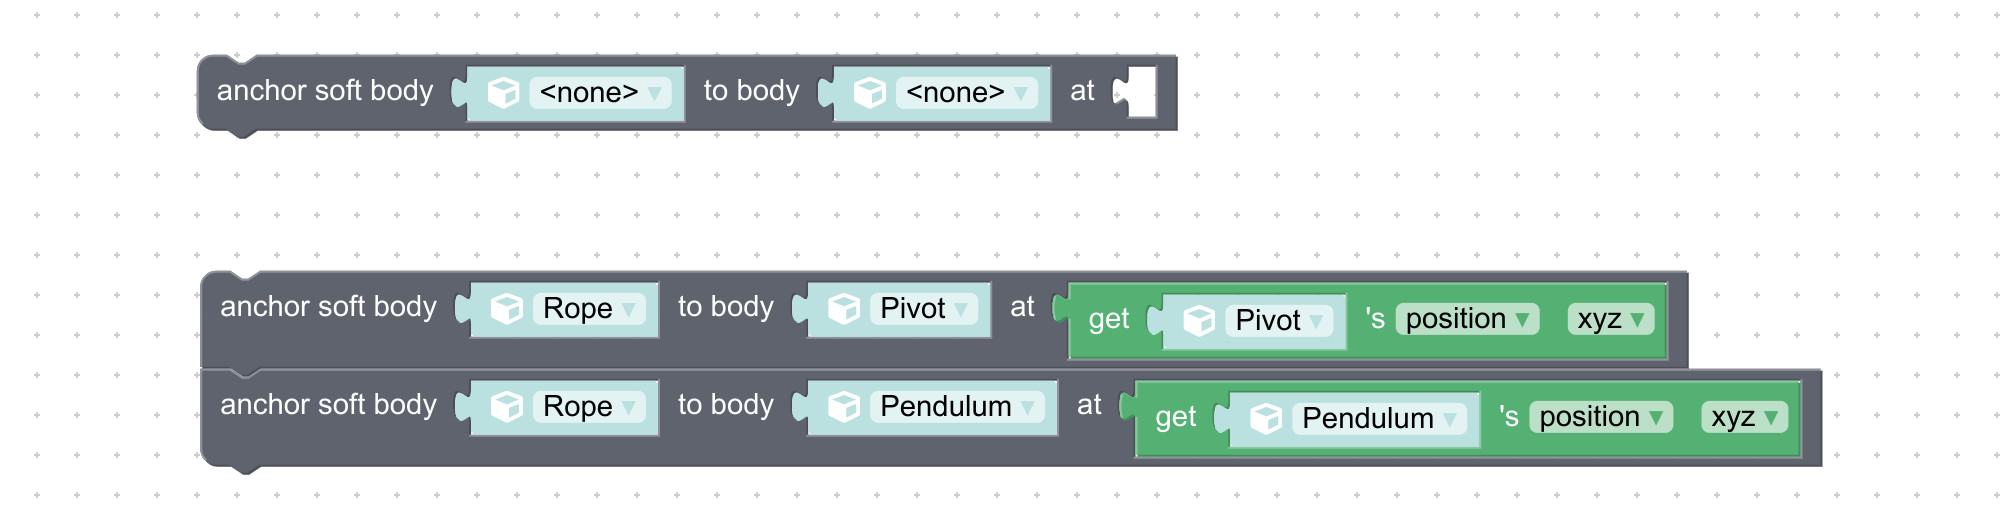 anchor soft body <none> to body <none> at
anchor soft body Rope to body Pivot at get Pivot 's position xyz
anchor soft body Rope to body Pendulum at get Pendulum 's position xyz